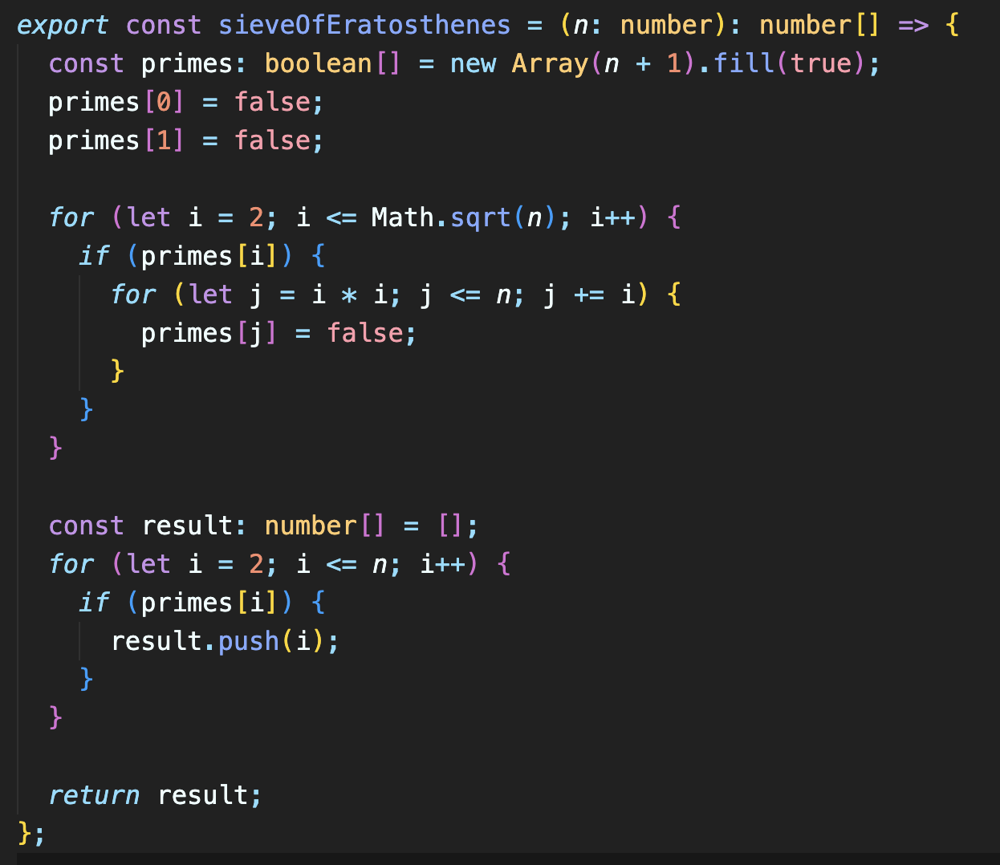 export const sieveOfEratosthenes = (n: number): number[] => {
  const primes: boolean[] = new Array(n + 1).fill(true);
  primes[0] = false;
  primes[1] = false;

  for (let i = 2; i <= Math.sqrt(n); i++) {
    if (primes[i]) {
      for (let j = i * i; j <= n; j += i) {
        primes[j] = false;
      }
    }
  }

  const result: number[] = [];
  for (let i = 2; i <= n; i++) {
    if (primes[i]) {
      result.push(i);
    }
  }

  return result;
};